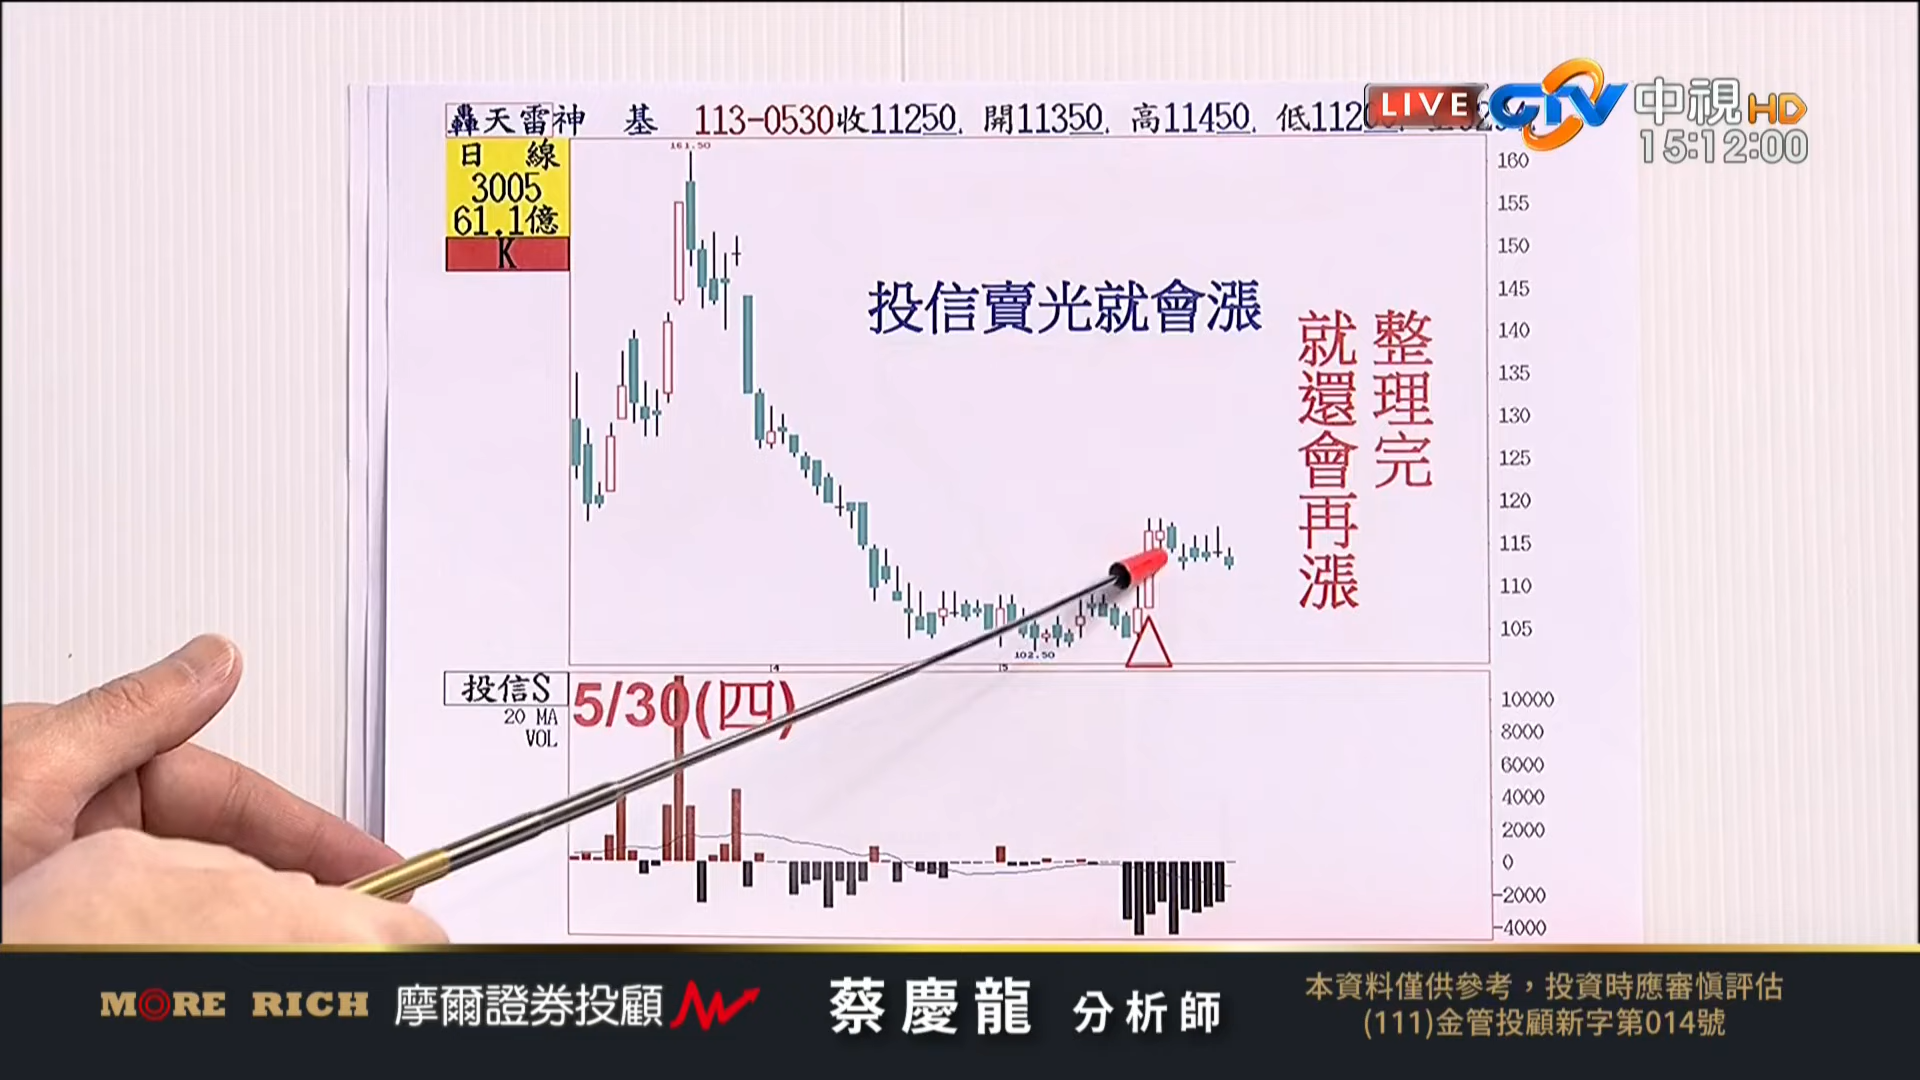 轟天雷神 基 113-0530收11250. 開11350. 高11450. 低112
LIVE
CTV 中視HD
15:12:00
日 線
3005
61.1億
K
161.50
160
155
150
145
140
135
130
125
120
115
110
105
投信賣光就會漲
整理完
就還會再漲
102.50
4
5
投信S
20 MA
VOL
5/30(四)
10000
8000
6000
4000
2000
0
-2000
-4000
MORE RICH 摩爾證券投顧
蔡慶龍 分析師
本資料僅供參考，投資時應審慎評估
(111)金管投顧新字第014號